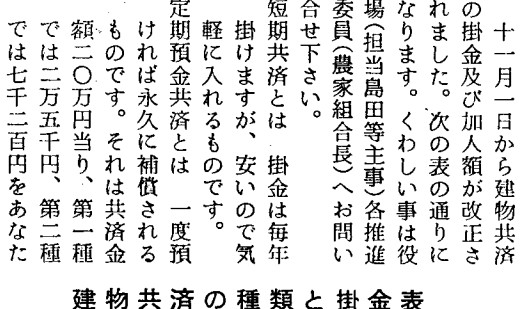 十一月一日から建物共済
の掛金及び加人額が改正さ
れました。次の表の通りに
なります。くわしい事は役
場(担当島田等主事)各推進
委員(農家組合長)へお問い
合せ下さい。
短期共済とは 掛金は毎年
掛けますが、安いので気
軽に入れるものです。
定期預金共済とは 一度預
ければ永久に補償される
ものです。それは共済金
額二〇万円当り、第一種
では二万五千円、第二種
では七千二百円をあなた
建物共済の種類と掛金表